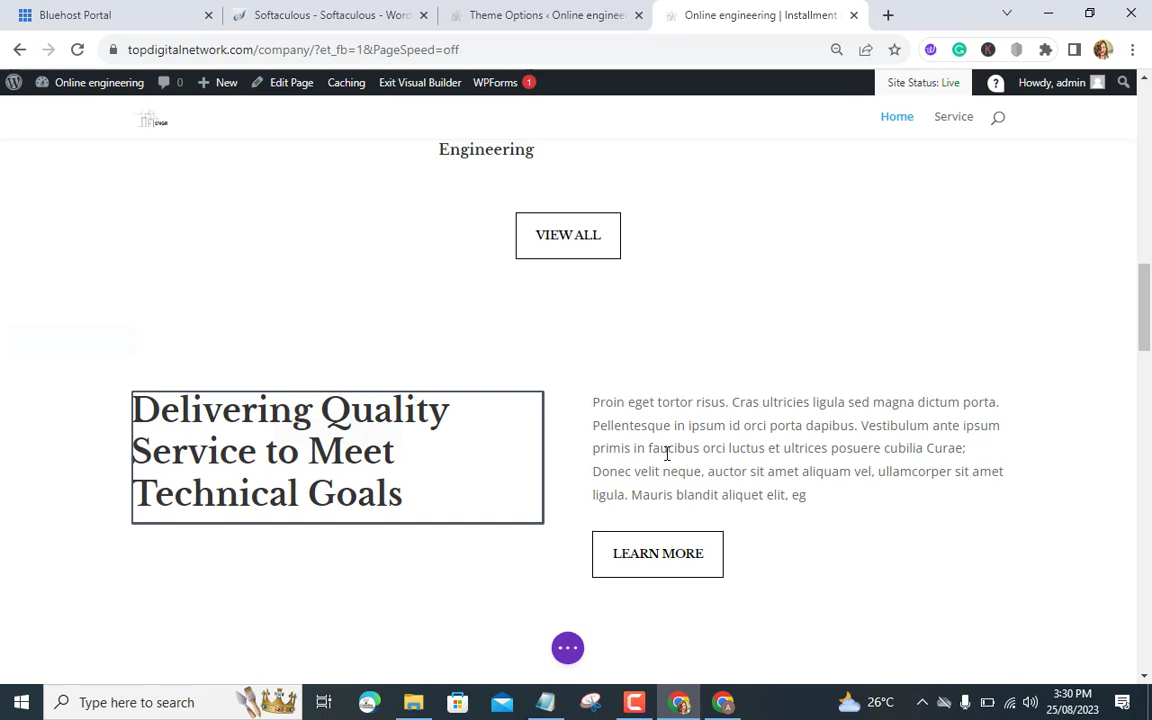 Bluehost Portal
Softaculous - Softaculous - Wor
Theme Options ‹ Online enginee
Online engineering | Installment
topdigitalnetwork.com/company/?et_fb=1&PageSpeed=off
Online engineering
0
New
Edit Page
Caching
Exit Visual Builder
WPForms
1
Site Status: Live
Howdy, admin
Home
Service
Engineering
VIEW ALL
Delivering Quality
Service to Meet
Technical Goals
Proin eget tortor risus. Cras ultricies ligula sed magna dictum porta.
Pellentesque in ipsum id orci porta dapibus. Vestibulum ante ipsum
primis in faucibus orci luctus et ultrices posuere cubilia Curae;
Donec velit neque, auctor sit amet aliquam vel, ullamcorper sit amet
ligula. Mauris blandit aliquet elit, eg
LEARN MORE
Type here to search
26°C
3:30 PM
25/08/2023